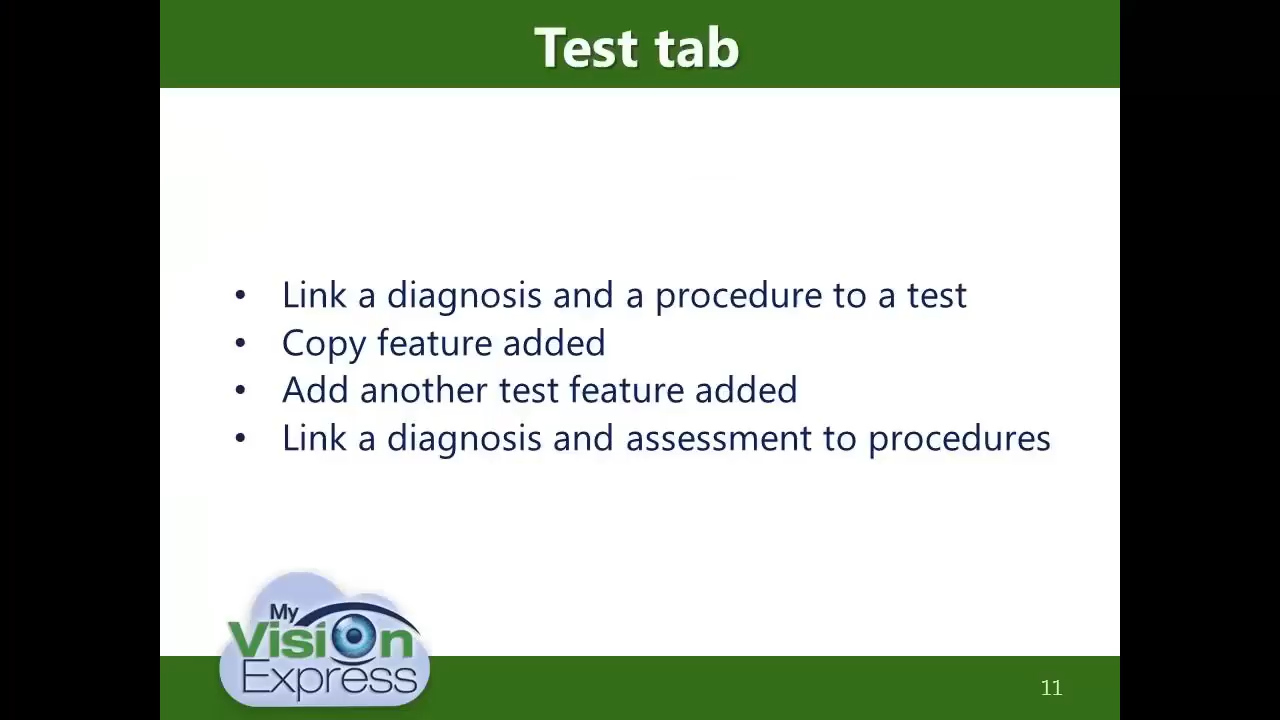 Test tab
• Link a diagnosis and a procedure to a test
• Copy feature added
• Add another test feature added
• Link a diagnosis and assessment to procedures
My
Vision
Express
11